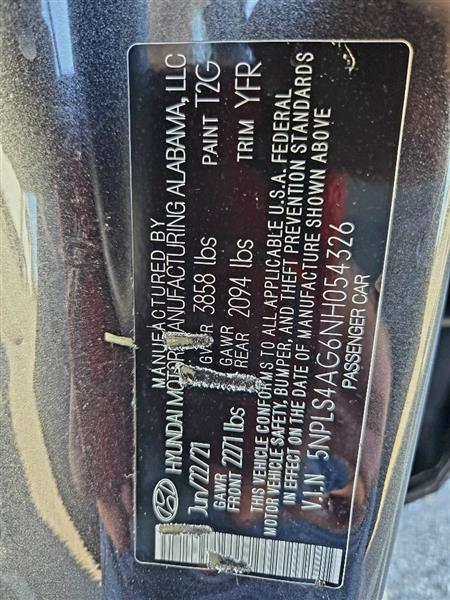 MANUFACTURED BY
HYUNDAI MOTOR MANUFACTURING ALABAMA, LLC
Jun/22/21 GVWR 3858 lbs PAINT T2G
GAWR FRONT 2271 lbs GAWR REAR 2094 lbs TRIM YFR
THIS VEHICLE CONFORMS TO ALL APPLICABLE U.S.A. FEDERAL
MOTOR VEHICLE SAFETY, BUMPER, AND THEFT PREVENTION STANDARDS
IN EFFECT ON THE DATE OF MANUFACTURE SHOWN ABOVE
V.I.N 5NPLS4AG6NH054326
PASSENGER CAR